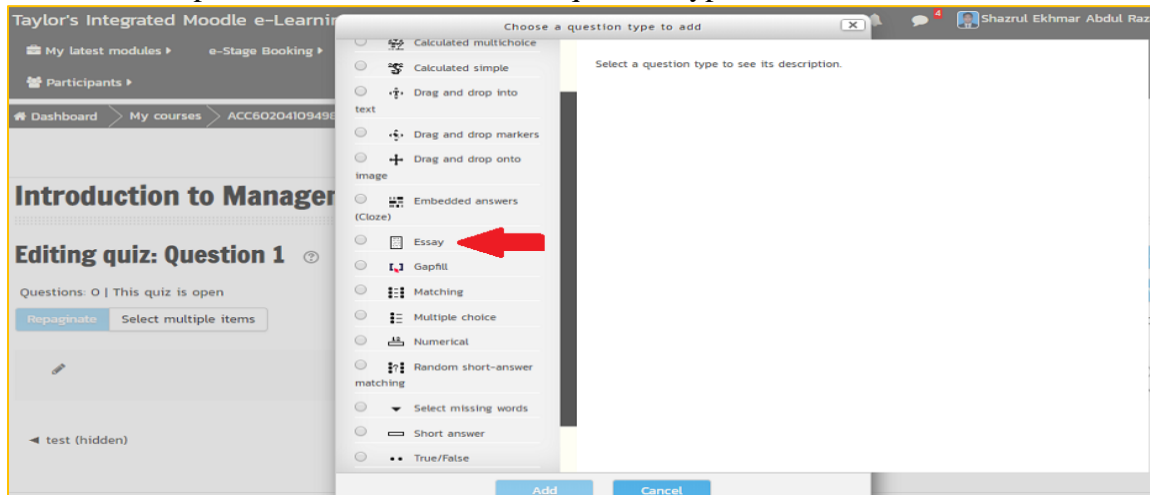 Taylor's Integrated Moodle e-Learnin
My latest modules
e-Stage Booking
Participants
Dashboard
My courses
ACC60204109498
Introduction to Manager
Editing quiz: Question 1
Questions: 0 | This quiz is open
Repaginate
Select multiple items
test (hidden)
Choose a question type to add
4
Shazrul Ekhmar Abdul Raz
Calculated multichoice
Calculated simple
Drag and drop into
text
Drag and drop markers
Drag and drop onto
image
Embedded answers
(Cloze)
Essay
Gapfill
Matching
Multiple choice
Numerical
Random short-answer
matching
Select missing words
Short answer
True/False
Select a question type to see its description.
Add
Cancel